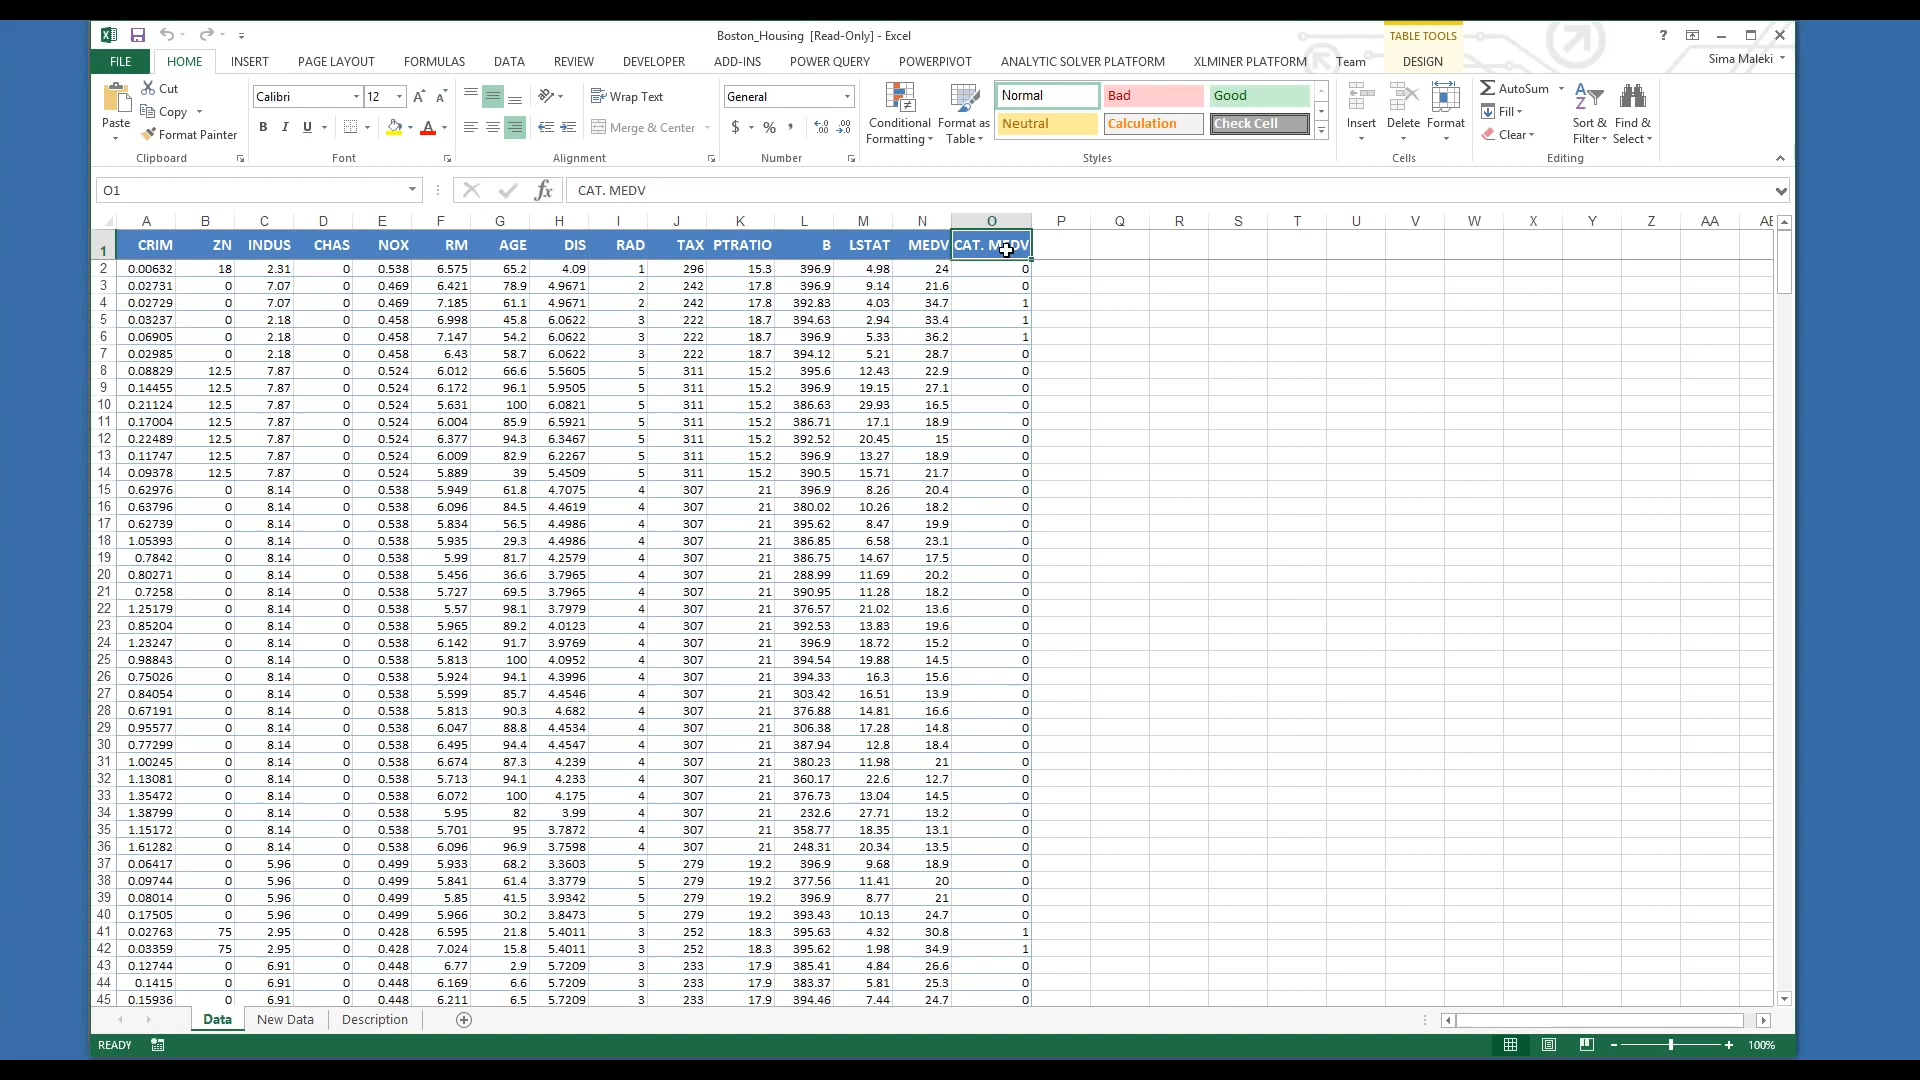 Boston_Housing [Read-Only] - Excel
TABLE TOOLS
?
FILE HOME INSERT PAGE LAYOUT FORMULAS DATA REVIEW DEVELOPER ADD-INS POWER QUERY POWERPIVOT ANALYTIC SOLVER PLATFORM XLMINER PLATFORM Team DESIGN Sima Maleki
Paste Cut Copy Format Painter Clipboard
Calibri 12 B I U A Font
Wrap Text Merge & Center Alignment
General $ % , Number
Conditional Formatting Format as Table
Normal Bad Good
Neutral Calculation Check Cell
Styles
Insert Delete Format Cells
AutoSum Fill Clear Sort & Filter Find & Select Editing
O1 fx CAT. MEDV
A B C D E F G H I J K L M N O P Q R S T U V W X Y Z AA AE
1 CRIM ZN INDUS CHAS NOX RM AGE DIS RAD TAX PTRATIO B LSTAT MEDV CAT. MEDV
2 0.00632 18 2.31 0 0.538 6.575 65.2 4.09 1 296 15.3 396.9 4.98 24 0
3 0.02731 0 7.07 0 0.469 6.421 78.9 4.9671 2 242 17.8 396.9 9.14 21.6 0
4 0.02729 0 7.07 0 0.469 7.185 61.1 4.9671 2 242 17.8 392.83 4.03 34.7 1
5 0.03237 0 2.18 0 0.458 6.998 45.8 6.0622 3 222 18.7 394.63 2.94 33.4 1
6 0.06905 0 2.18 0 0.458 7.147 54.2 6.0622 3 222 18.7 396.9 5.33 36.2 1
7 0.02985 0 2.18 0 0.458 6.43 58.7 6.0622 3 222 18.7 394.12 5.21 28.7 0
8 0.08829 12.5 7.87 0 0.524 6.012 66.6 5.5605 5 311 15.2 395.6 12.43 22.9 0
9 0.14455 12.5 7.87 0 0.524 6.172 96.1 5.9505 5 311 15.2 396.9 19.15 27.1 0
10 0.21124 12.5 7.87 0 0.524 5.631 100 6.0821 5 311 15.2 386.63 29.93 16.5 0
11 0.17004 12.5 7.87 0 0.524 6.004 85.9 6.5921 5 311 15.2 386.71 17.1 18.9 0
12 0.22489 12.5 7.87 0 0.524 6.377 94.3 6.3467 5 311 15.2 392.52 20.45 15 0
13 0.11747 12.5 7.87 0 0.524 6.009 82.9 6.2267 5 311 15.2 396.9 13.27 18.9 0
14 0.09378 12.5 7.87 0 0.524 5.889 39 5.4509 5 311 15.2 390.5 15.71 21.7 0
15 0.62976 0 8.14 0 0.538 5.949 61.8 4.7075 4 307 21 396.9 8.26 20.4 0
16 0.63796 0 8.14 0 0.538 6.096 84.5 4.4619 4 307 21 380.02 10.26 18.2 0
17 0.62739 0 8.14 0 0.538 5.834 56.5 4.4986 4 307 21 395.62 8.47 19.9 0
18 1.05393 0 8.14 0 0.538 5.935 29.3 4.4986 4 307 21 386.85 6.58 23.1 0
19 0.7842 0 8.14 0 0.538 5.99 81.7 4.2579 4 307 21 386.75 14.67 17.5 0
20 0.80271 0 8.14 0 0.538 5.456 36.6 3.7965 4 307 21 288.99 11.69 20.2 0
21 0.7258 0 8.14 0 0.538 5.727 69.5 3.7965 4 307 21 390.95 11.28 18.2 0
22 1.25179 0 8.14 0 0.538 5.57 98.1 3.7979 4 307 21 376.57 21.02 13.6 0
23 0.85204 0 8.14 0 0.538 5.965 89.2 4.0123 4 307 21 392.53 13.83 19.6 0
24 1.23247 0 8.14 0 0.538 6.142 91.7 3.9769 4 307 21 396.9 18.72 15.2 0
25 0.98843 0 8.14 0 0.538 5.813 100 4.0952 4 307 21 394.54 19.88 14.5 0
26 0.75026 0 8.14 0 0.538 5.924 94.1 4.3996 4 307 21 394.33 16.3 15.6 0
27 0.84054 0 8.14 0 0.538 5.599 85.7 4.4546 4 307 21 303.42 16.51 13.9 0
28 0.67191 0 8.14 0 0.538 5.813 90.3 4.682 4 307 21 376.88 14.81 16.6 0
29 0.95577 0 8.14 0 0.538 6.047 88.8 4.4534 4 307 21 306.38 17.28 14.8 0
30 0.77299 0 8.14 0 0.538 6.495 94.4 4.4547 4 307 21 387.94 12.8 18.4 0
31 1.00245 0 8.14 0 0.538 6.674 87.3 4.239 4 307 21 380.23 11.98 21 0
32 1.13081 0 8.14 0 0.538 5.713 94.1 4.233 4 307 21 360.17 22.6 12.7 0
33 1.35472 0 8.14 0 0.538 6.072 100 4.175 4 307 21 376.73 13.04 14.5 0
34 1.38799 0 8.14 0 0.538 5.95 82 3.99 4 307 21 232.6 27.71 13.2 0
35 1.15172 0 8.14 0 0.538 5.701 95 3.7872 4 307 21 358.77 18.35 13.1 0
36 1.61282 0 8.14 0 0.538 6.096 96.9 3.7598 4 307 21 248.31 20.34 13.5 0
37 0.06417 0 5.96 0 0.499 5.933 68.2 3.3603 5 279 19.2 396.9 9.68 18.9 0
38 0.09744 0 5.96 0 0.499 5.841 61.4 3.3779 5 279 19.2 377.56 11.41 20 0
39 0.08014 0 5.96 0 0.499 5.85 41.5 3.9342 5 279 19.2 396.9 8.77 21 0
40 0.17505 0 5.96 0 0.499 5.966 30.2 3.8473 5 279 19.2 393.43 10.13 24.7 0
41 0.02763 75 2.95 0 0.428 6.595 21.8 5.4011 3 252 18.3 395.63 4.32 30.8 1
42 0.03359 75 2.95 0 0.428 7.024 15.8 5.4011 3 252 18.3 395.62 1.98 34.9 1
43 0.12744 0 6.91 0 0.448 6.77 2.9 5.7209 3 233 17.9 385.41 4.84 26.6 0
44 0.1415 0 6.91 0 0.448 6.169 6.6 5.7209 3 233 17.9 383.37 5.81 25.3 0
45 0.15936 0 6.91 0 0.448 6.211 6.5 5.7209 3 233 17.9 394.46 7.44 24.7 0
Data New Data Description
READY 100%